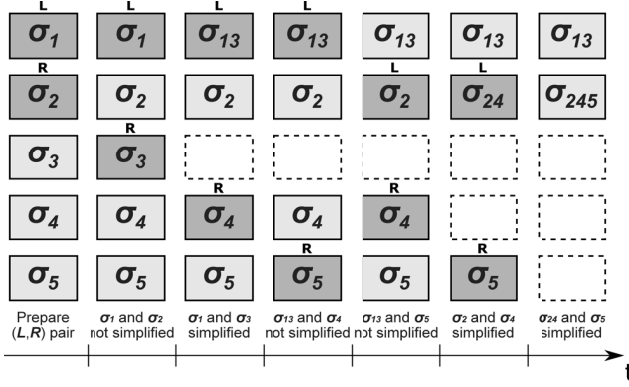 L L L L
σ1 σ1 σ13 σ13 σ13 σ13 σ13
R L L
σ2 σ2 σ2 σ2 σ2 σ24 σ245
R
σ3 σ3
R R
σ4 σ4 σ4 σ4 σ4
R R
σ5 σ5 σ5 σ5 σ5 σ5
Prepare σ1 and σ2 σ1 and σ3 σ13 and σ4 σ13 and σ5 σ2 and σ4 σ24 and σ5
(L,R) pair not simplified simplified not simplified not simplified simplified simplified
t